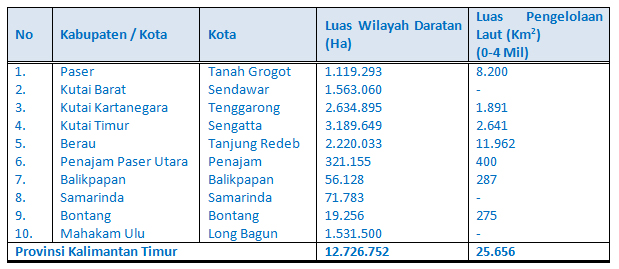 No Kabupaten / Kota Kota Luas Wilayah Daratan (Ha) Luas Pengelolaan Laut (Km²) (0-4 Mil)
1. Paser Tanah Grogot 1.119.293 8.200
2. Kutai Barat Sendawar 1.563.060 -
3. Kutai Kartanegara Tenggarong 2.634.895 1.891
4. Kutai Timur Sengatta 3.189.649 2.641
5. Berau Tanjung Redeb 2.220.033 11.962
6. Penajam Paser Utara Penajam 321.155 400
7. Balikpapan Balikpapan 56.128 287
8. Samarinda Samarinda 71.783 -
9. Bontang Bontang 19.256 275
10. Mahakam Ulu Long Bagun 1.531.500 -
Provinsi Kalimantan Timur 12.726.752 25.656